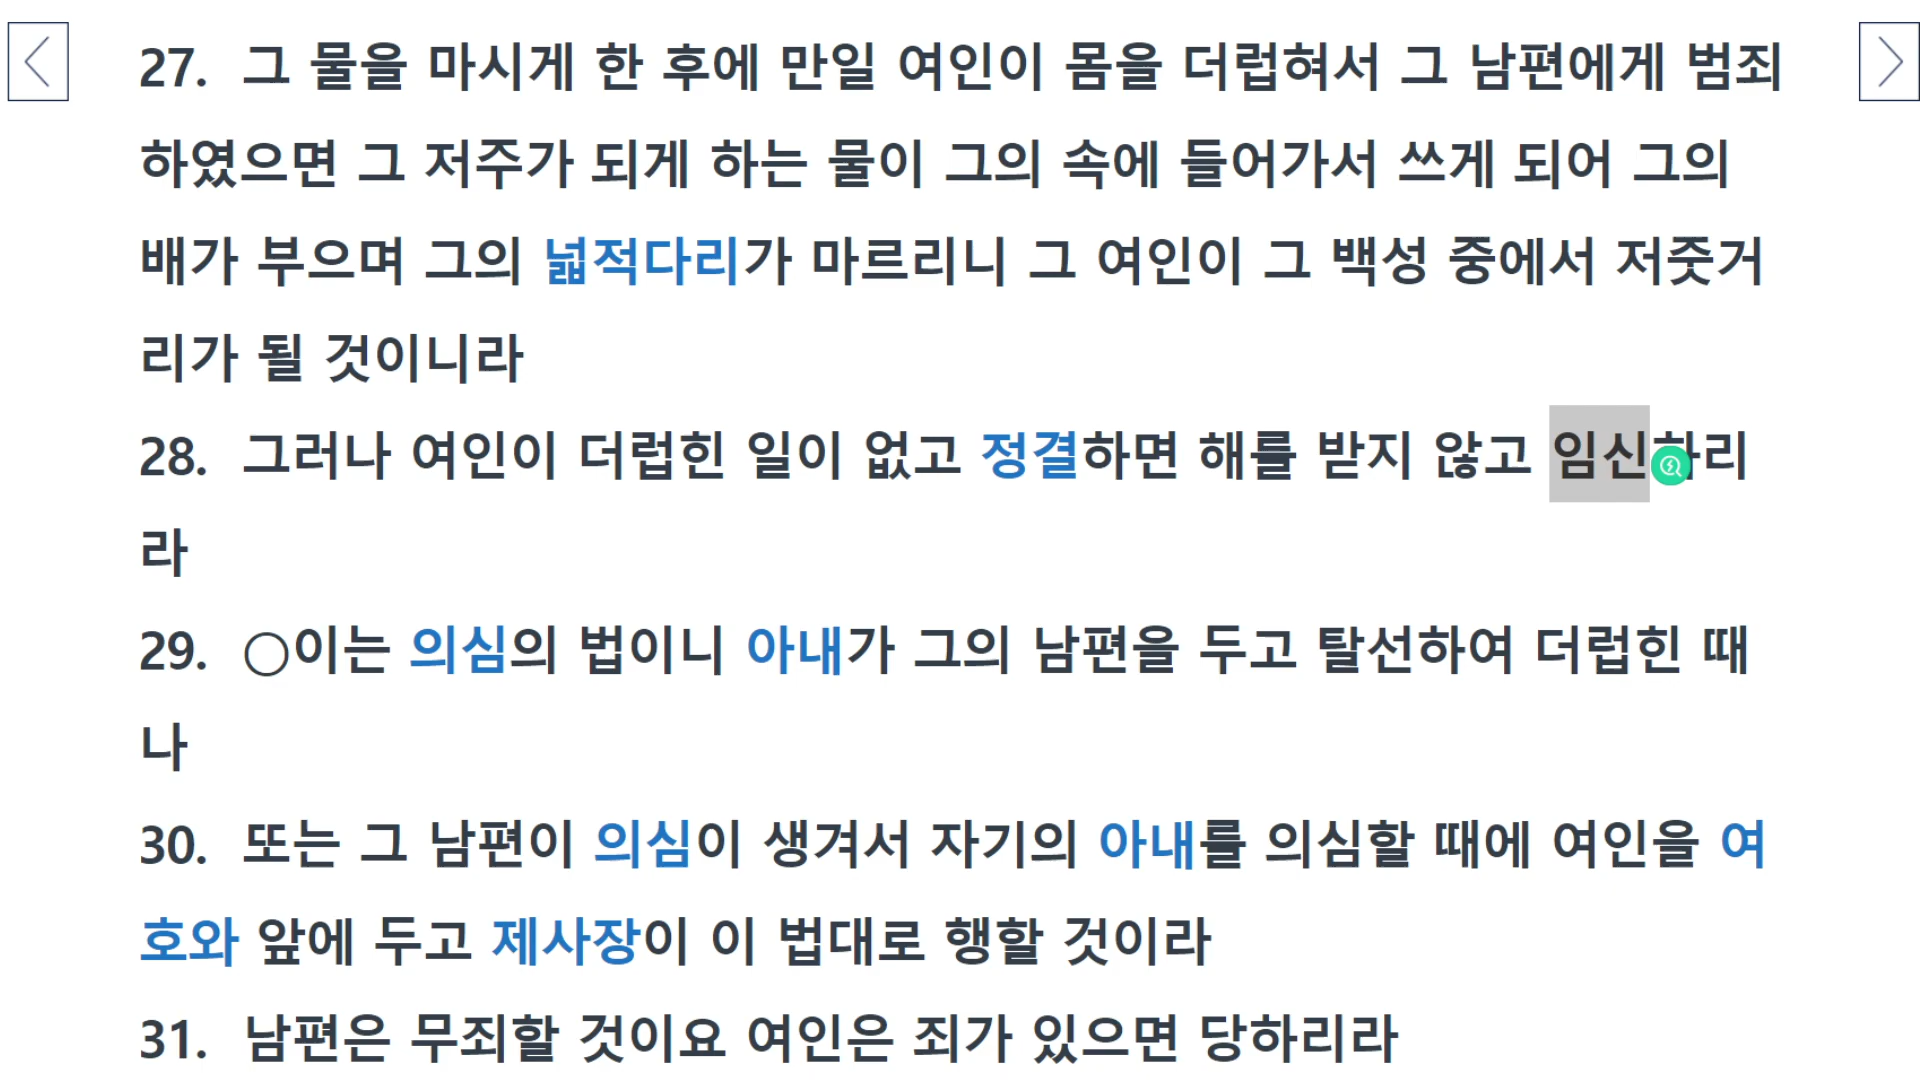 27. 그 물을 마시게 한 후에 만일 여인이 몸을 더럽혀서 그 남편에게 범죄
하였으면 그 저주가 되게 하는 물이 그의 속에 들어가서 쓰게 되어 그의
배가 부으며 그의 넓적다리가 마르리니 그 여인이 그 백성 중에서 저줏거
리가 될 것이니라
28. 그러나 여인이 더럽힌 일이 없고 정결하면 해를 받지 않고 임신하리
라
29. ○이는 의심의 법이니 아내가 그의 남편을 두고 탈선하여 더럽힌 때
나
30. 또는 그 남편이 의심이 생겨서 자기의 아내를 의심할 때에 여인을 여
호와 앞에 두고 제사장이 이 법대로 행할 것이라
31. 남편은 무죄할 것이요 여인은 죄가 있으면 당하리라